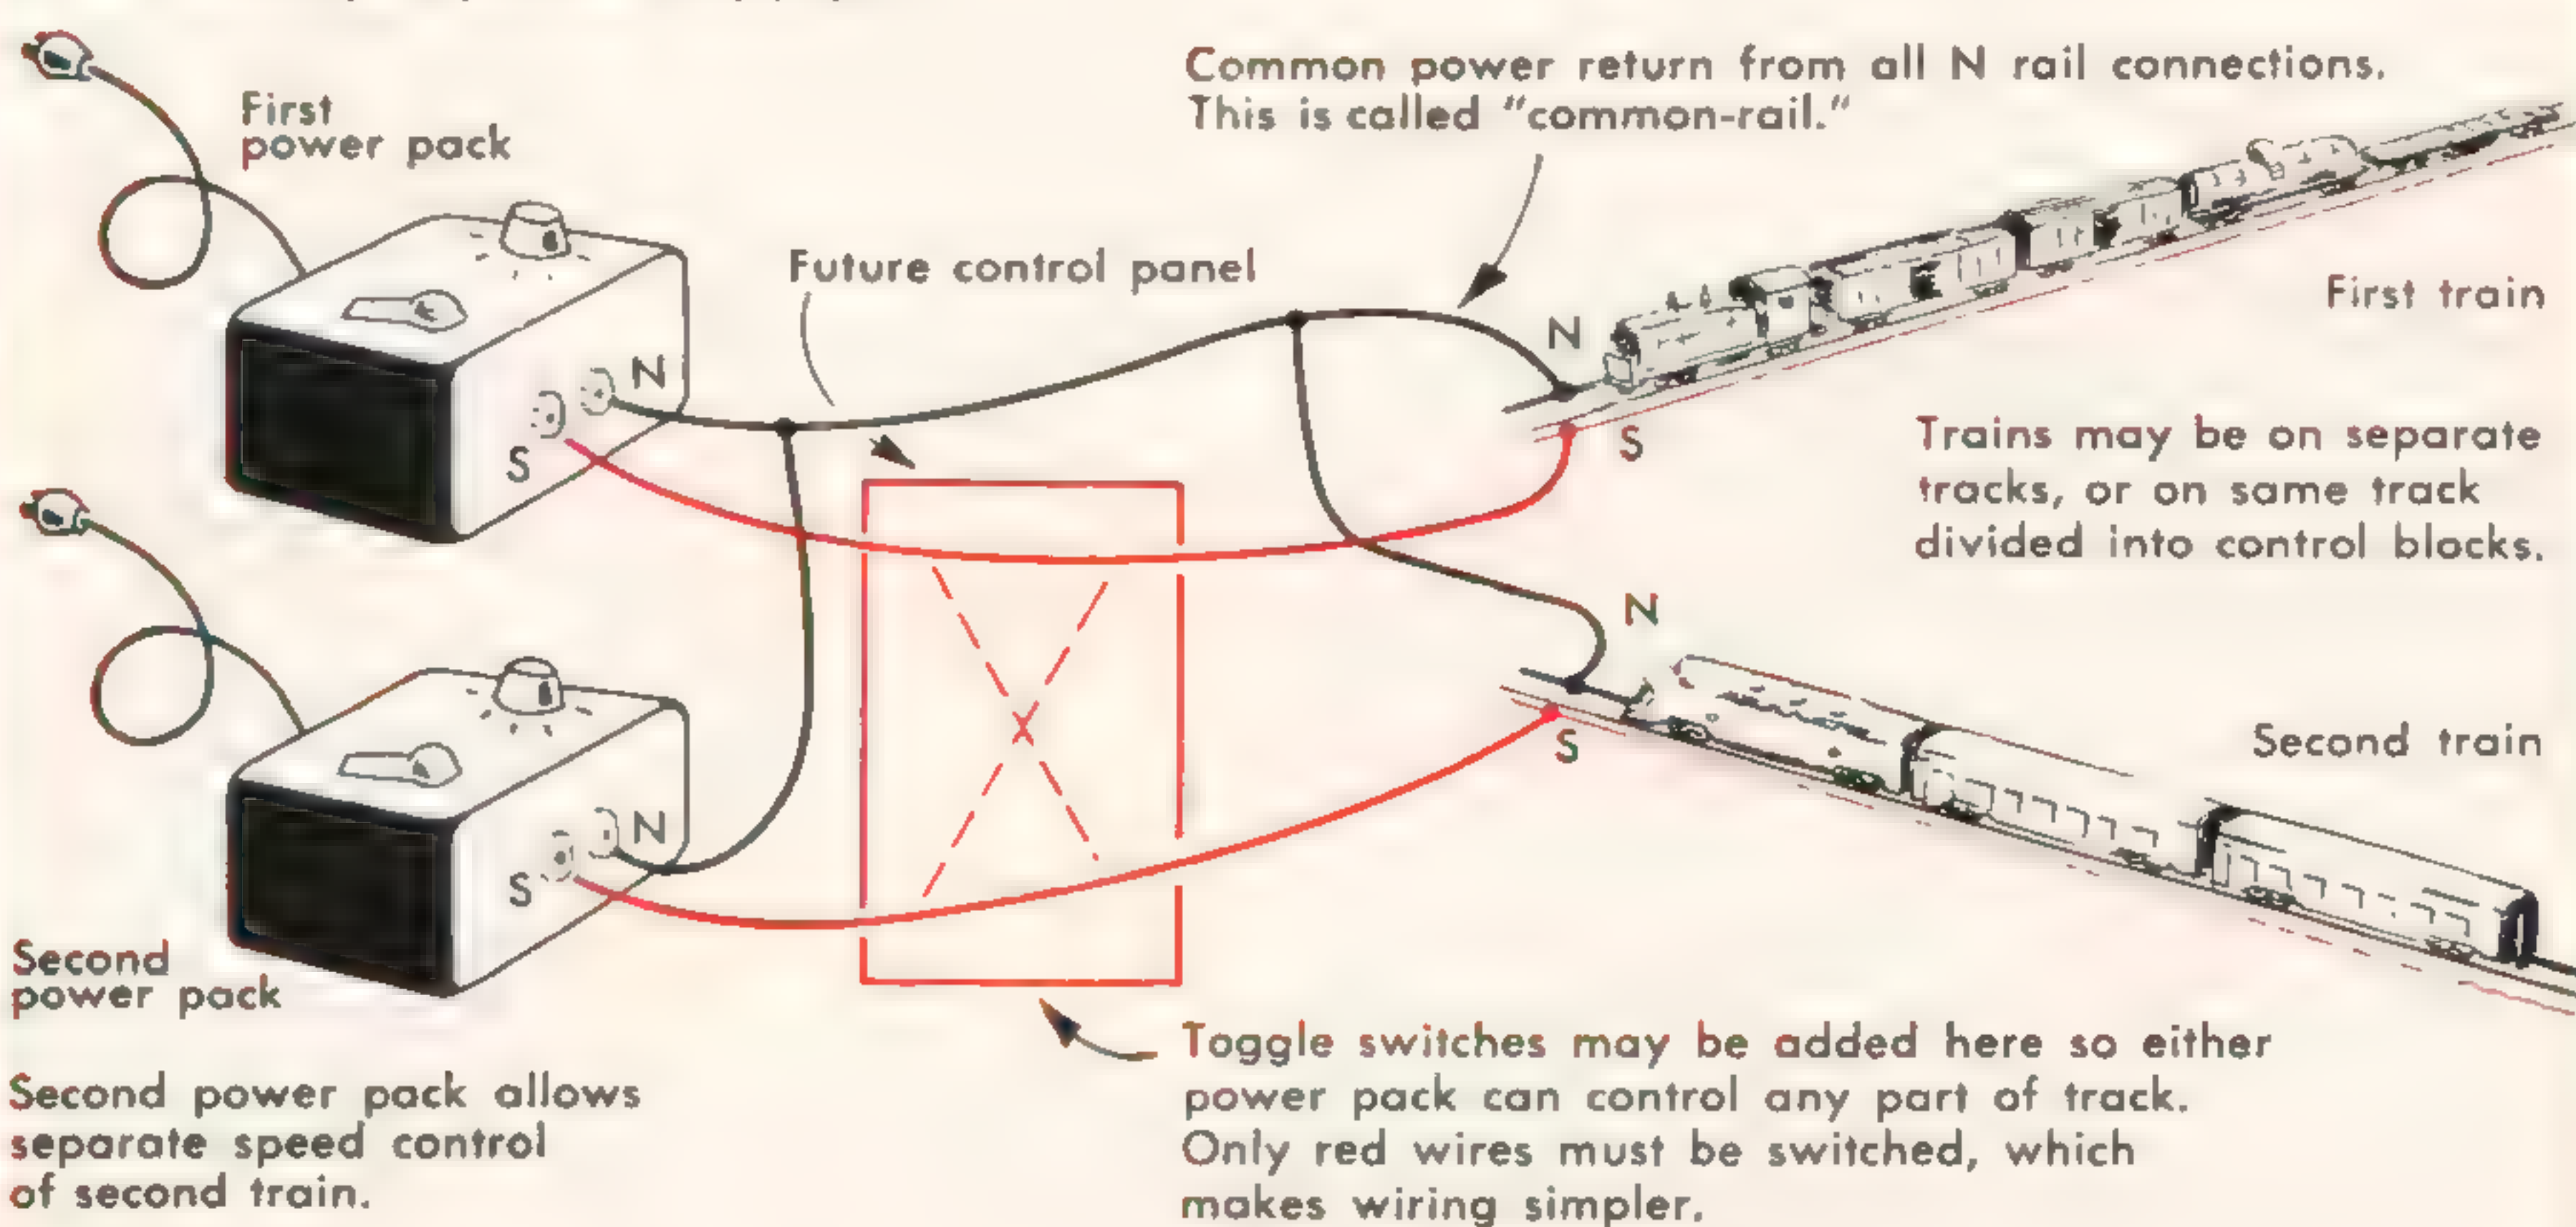 Common power return from all N rail connections.
This is called "common-rail."
First
power pack
Future control panel
First train
N
N
S
S
Trains may be on separate
tracks, or on same track
divided into control blocks.
N
S
Second train
N
S
Second
power pack
Second power pack allows
separate speed control
of second train.
Toggle switches may be added here so either
power pack can control any part of track.
Only red wires must be switched, which
makes wiring simpler.